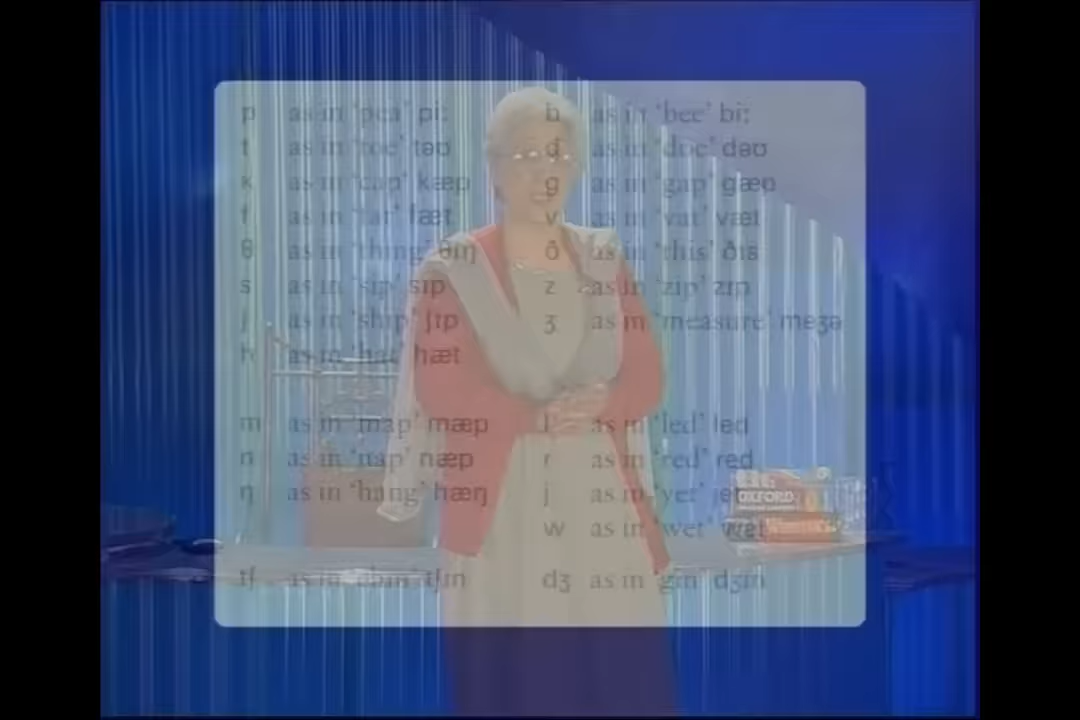 p as in 'pea' piː b as in 'bee' biː
t as in 'toe' təʊ d as in 'doe' dəʊ
k as in 'cap' kæp g as in 'gap' gæp
f as in 'fat' fæt v as in 'vat' væt
θ as in 'thing' θɪŋ ð as in 'this' ðɪs
s as in 'sip' sɪp z as in 'zip' zɪp
ʃ as in 'ship' ʃɪp ʒ as in 'measure' meʒə
h as in 'hat' hæt
m as in 'map' mæp l as in 'led' led
n as in 'nap' næp r as in 'red' red
ŋ as in 'hang' hæŋ j as in 'yet' jet
w as in 'wet' wet
tʃ as in 'chin' tʃɪn dʒ as in 'gin' dʒɪn
OXFORD